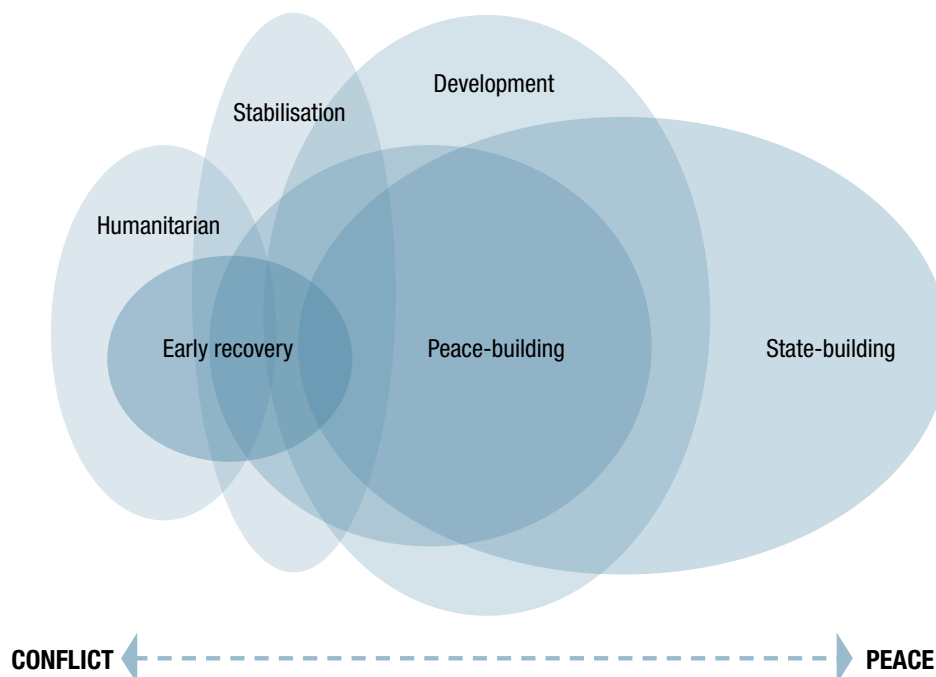 Development
Stabilisation
Humanitarian
Early recovery
Peace-building
State-building
CONFLICT
PEACE